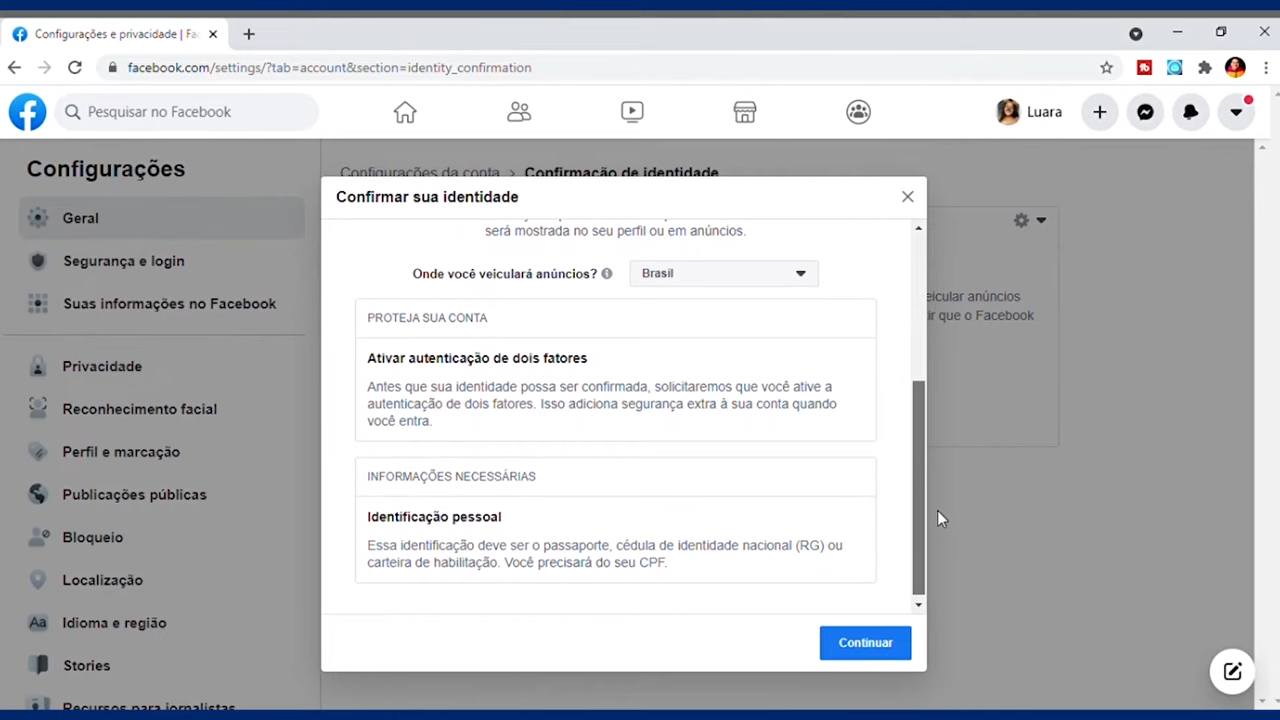 Configurações e privacidade | Fa
facebook.com/settings/?tab=account&section=identity_confirmation
Pesquisar no Facebook
Luara
Configurações
Configurações da conta > Confirmação de identidade
Geral
Segurança e login
Suas informações no Facebook
Privacidade
Reconhecimento facial
Perfil e marcação
Publicações públicas
Bloqueio
Localização
Aa Idioma e região
Stories
Recursos para jornalistas
Confirmar sua identidade
será mostrada no seu perfil ou em anúncios.
Onde você veiculará anúncios? Brasil
PROTEJA SUA CONTA
Ativar autenticação de dois fatores
Antes que sua identidade possa ser confirmada, solicitaremos que você ative a
autenticação de dois fatores. Isso adiciona segurança extra à sua conta quando
você entra.
INFORMAÇÕES NECESSÁRIAS
Identificação pessoal
Essa identificação deve ser o passaporte, cédula de identidade nacional (RG) ou
carteira de habilitação. Você precisará do seu CPF.
Continuar
eicular anúncios
tir que o Facebook